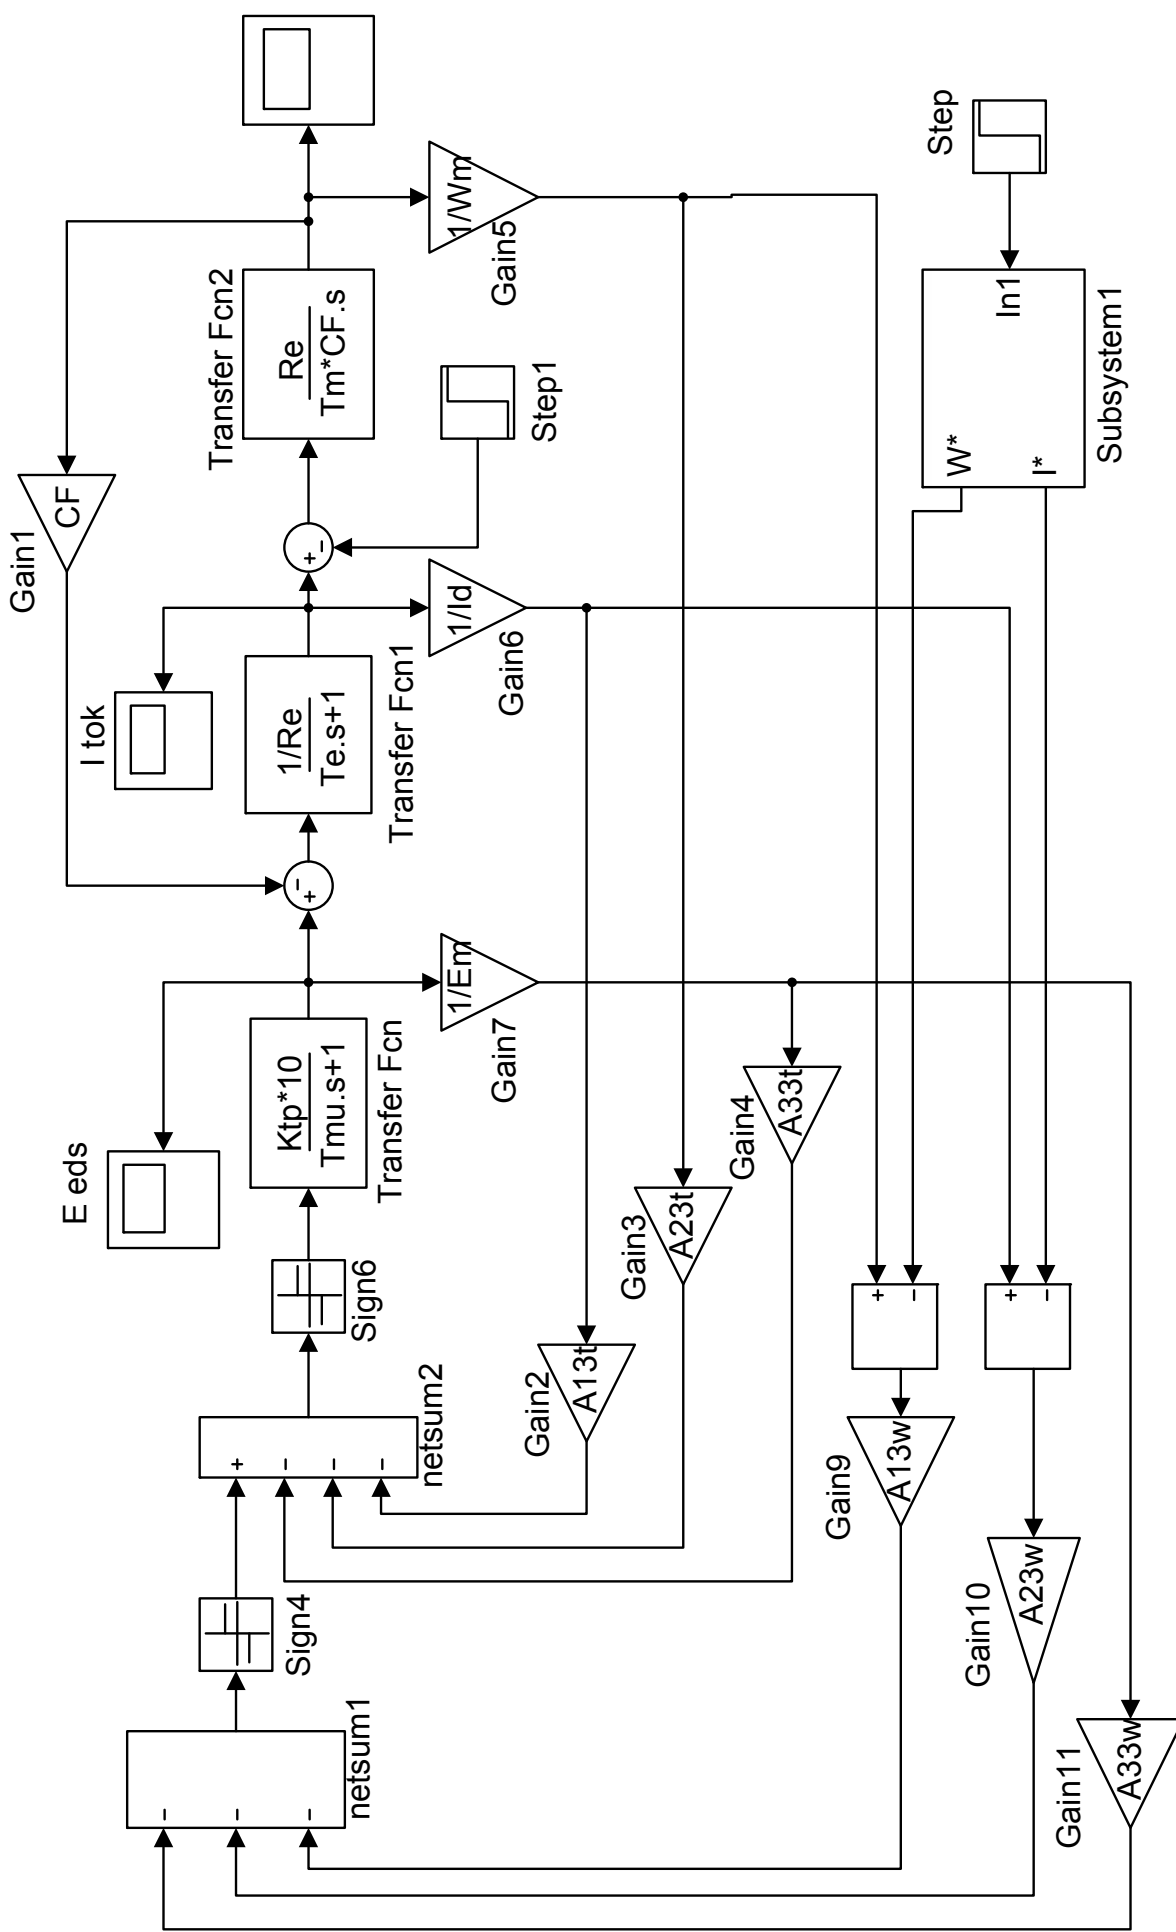 E eds
I tok
Gain1
CF
netsum1
−
−
−
Sign4
netsum2
+
−
−
−
Sign6
Ktp*10
Tmu.s+1
Transfer Fcn
+
−
1/Re
Te.s+1
Transfer Fcn1
+
−
Re
Tm*CF.s
Transfer Fcn2
1/Em
Gain7
1/Id
Gain6
Step1
1/Wm
Gain5
Gain2
A13t
Gain3
A23t
Gain4
A33t
Gain9
A13w
+
−
Gain10
A23w
+
−
Gain11
A33w
W*
I*
In1
Subsystem1
Step